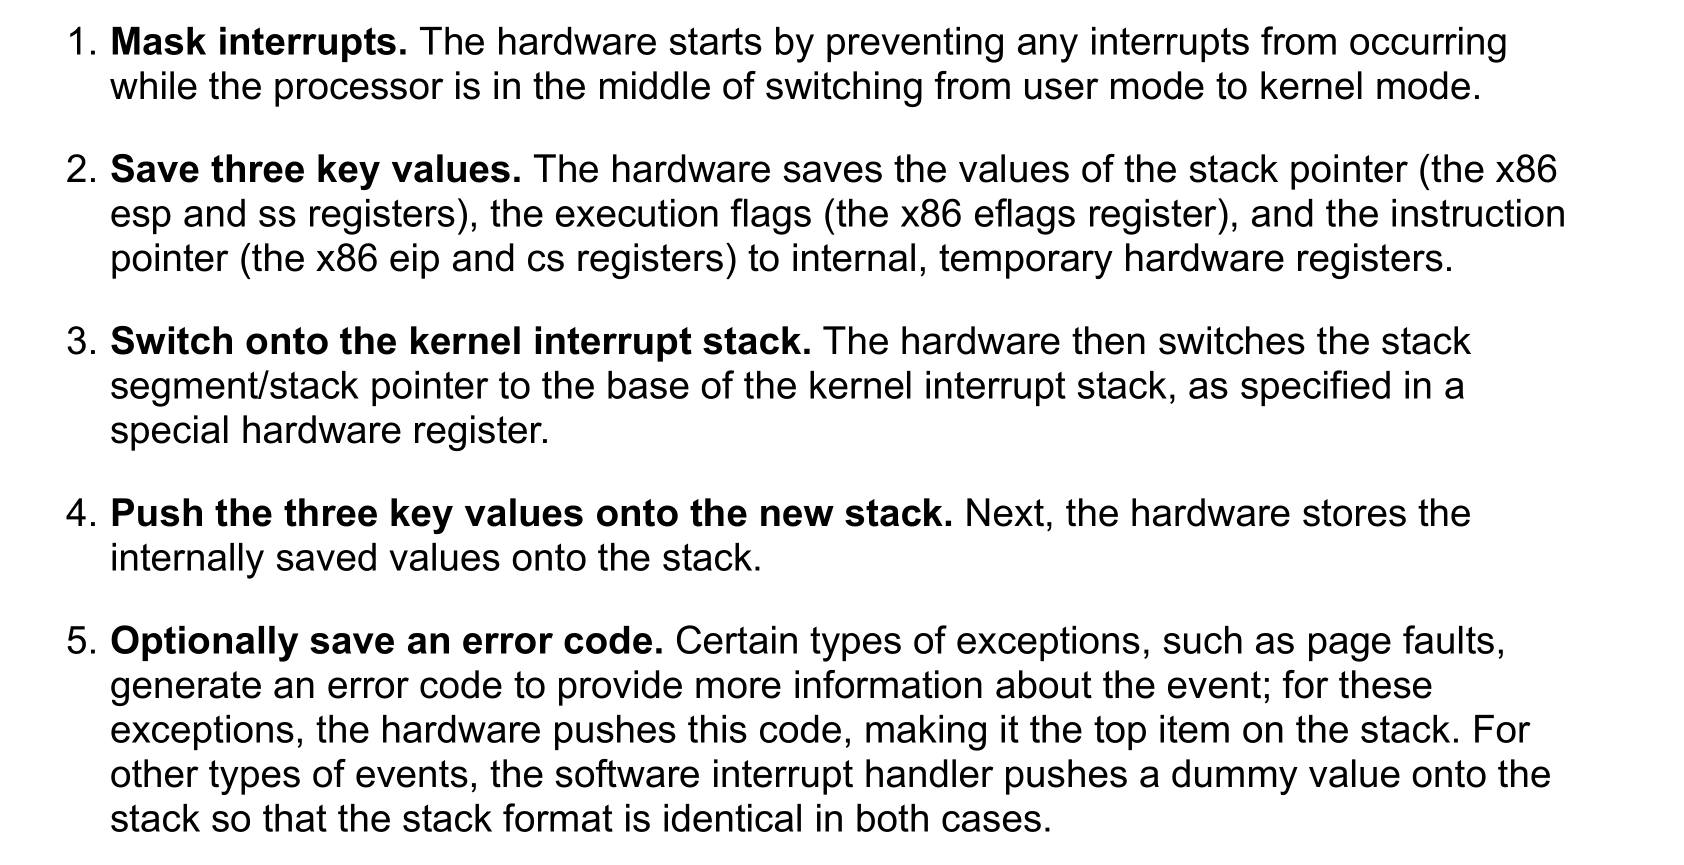 1. Mask interrupts. The hardware starts by preventing any interrupts from occurring
while the processor is in the middle of switching from user mode to kernel mode.
2. Save three key values. The hardware saves the values of the stack pointer (the x86
esp and ss registers), the execution flags (the x86 eflags register), and the instruction
pointer (the x86 eip and cs registers) to internal, temporary hardware registers.
3. Switch onto the kernel interrupt stack. The hardware then switches the stack
segment/stack pointer to the base of the kernel interrupt stack, as specified in a
special hardware register.
4. Push the three key values onto the new stack. Next, the hardware stores the
internally saved values onto the stack.
5. Optionally save an error code. Certain types of exceptions, such as page faults,
generate an error code to provide more information about the event; for these
exceptions, the hardware pushes this code, making it the top item on the stack. For
other types of events, the software interrupt handler pushes a dummy value onto the
stack so that the stack format is identical in both cases.